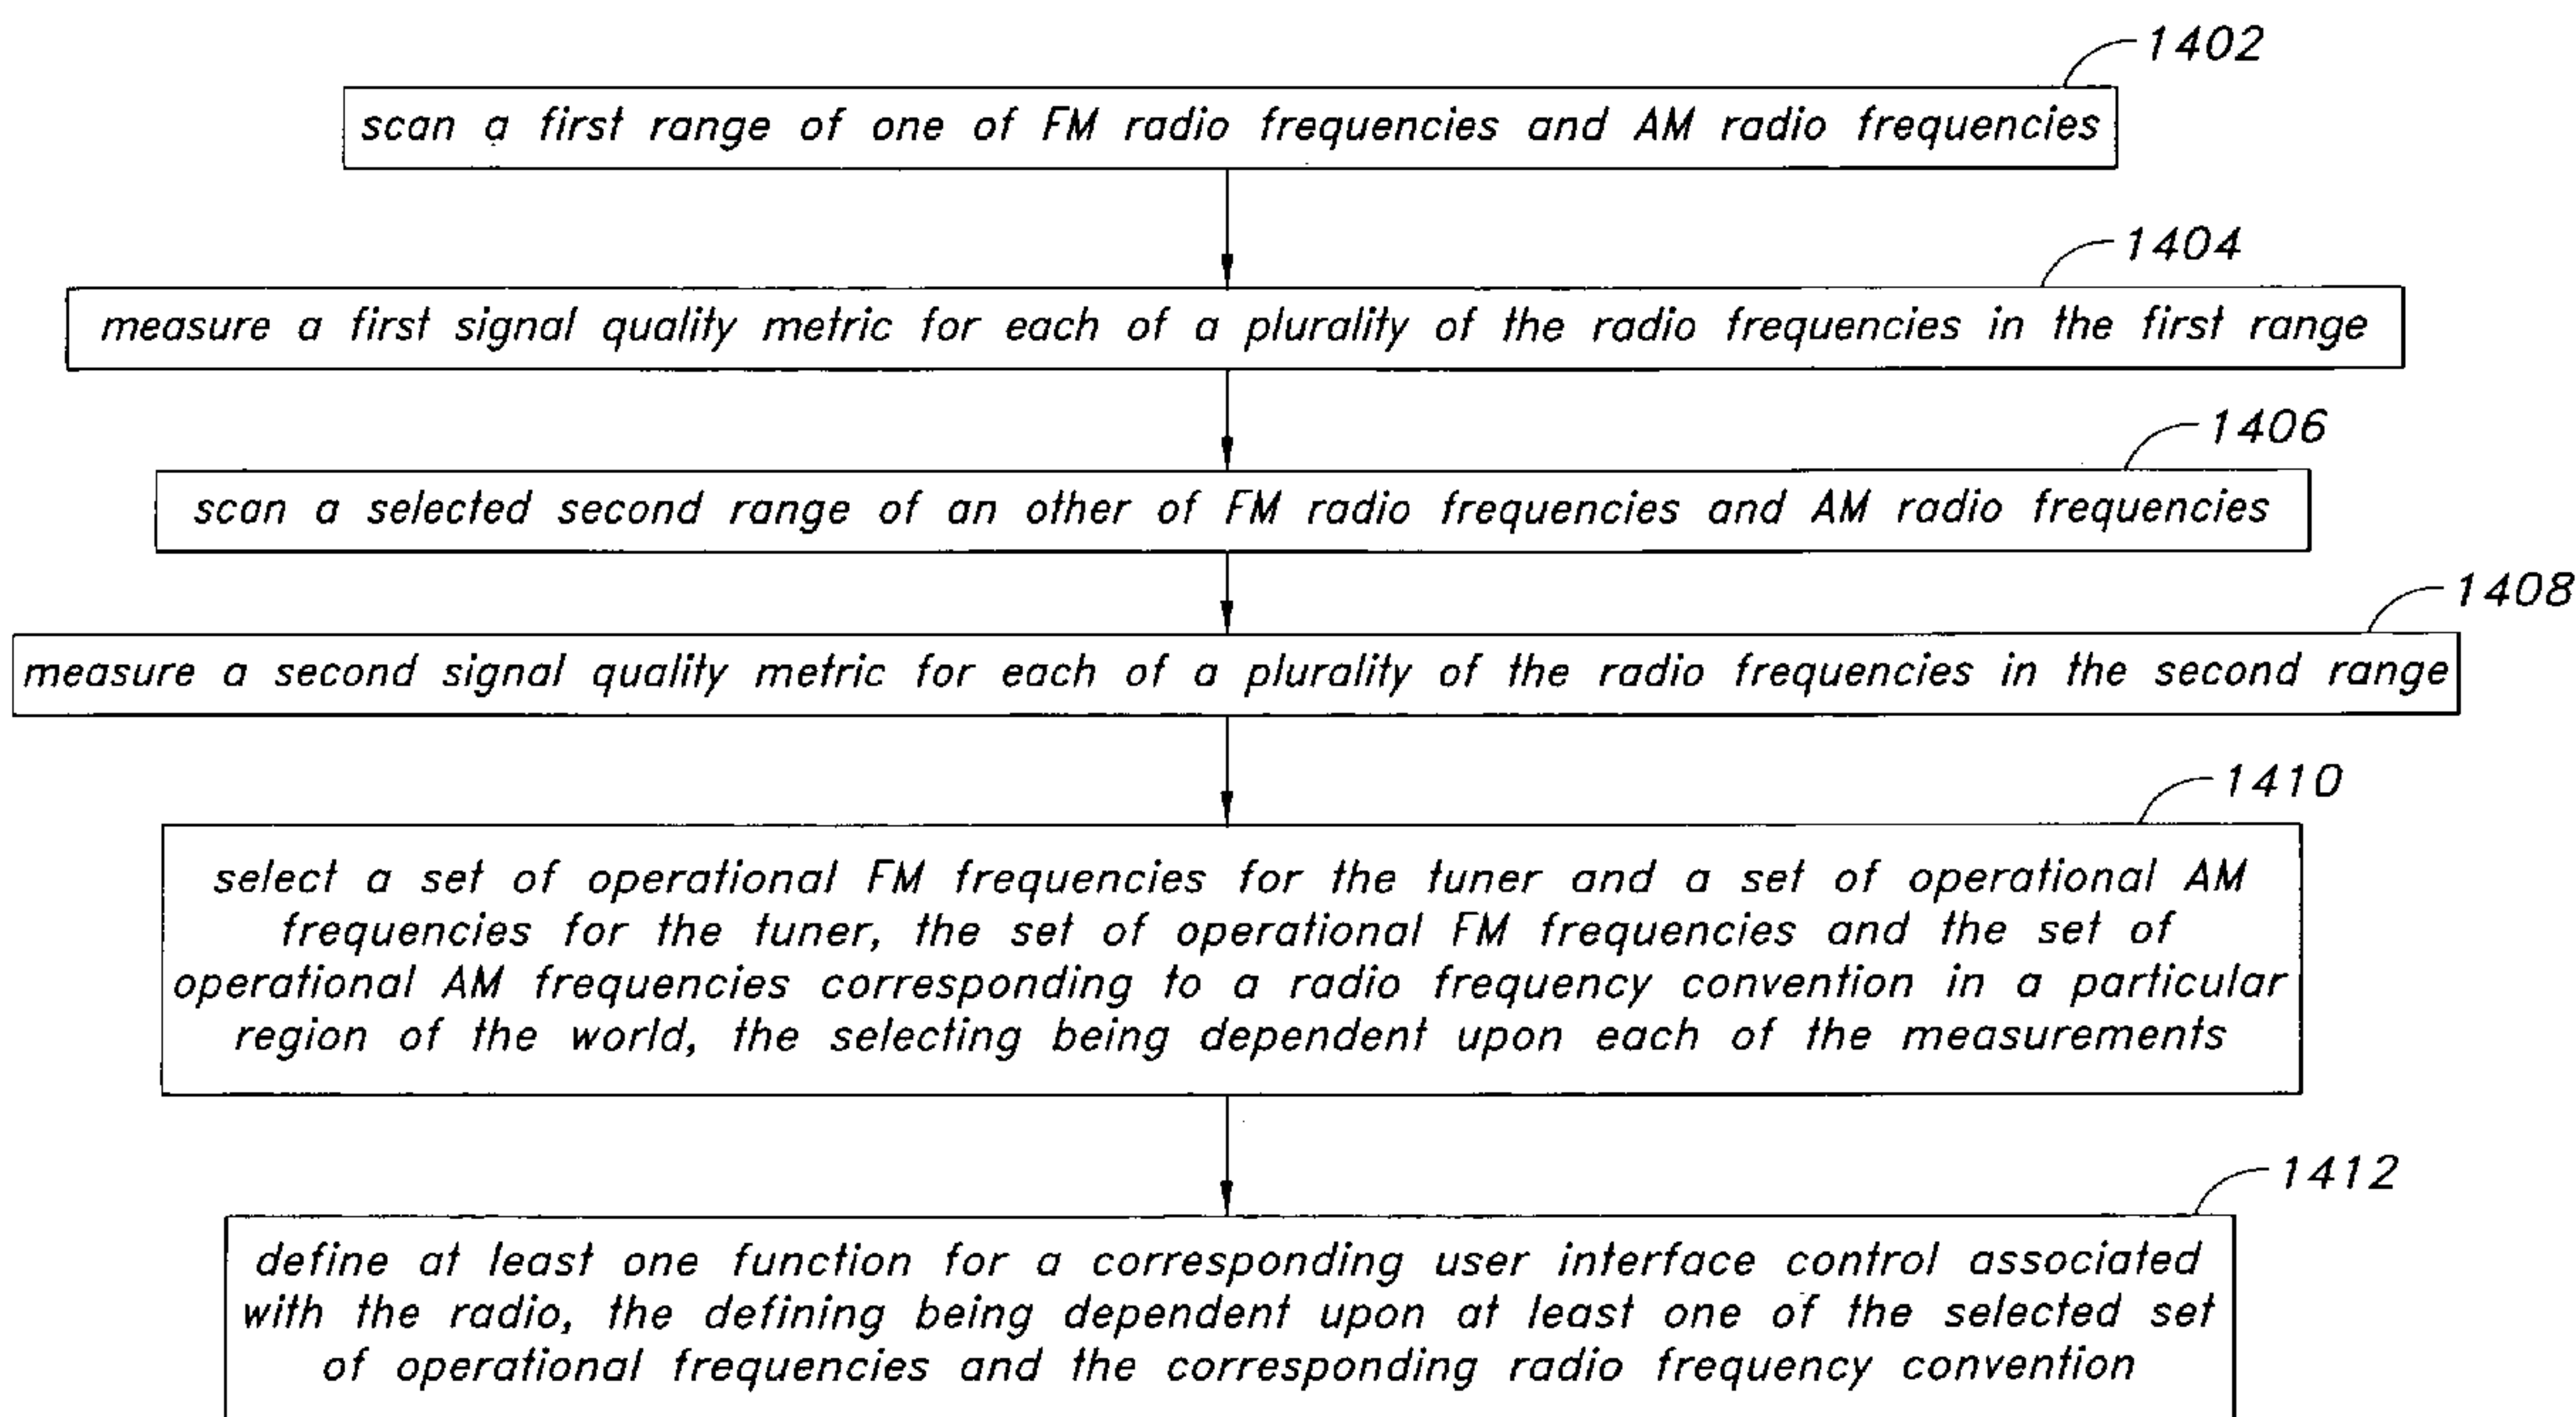 1402
scan a first range of one of FM radio frequencies and AM radio frequencies
1404
measure a first signal quality metric for each of a plurality of the radio frequencies in the first range
1406
scan a selected second range of an other of FM radio frequencies and AM radio frequencies
1408
measure a second signal quality metric for each of a plurality of the radio frequencies in the second range
1410
select a set of operational FM frequencies for the tuner and a set of operational AM
frequencies for the tuner, the set of operational FM frequencies and the set of
operational AM frequencies corresponding to a radio frequency convention in a particular
region of the world, the selecting being dependent upon each of the measurements
1412
define at least one function for a corresponding user interface control associated
with the radio, the defining being dependent upon at least one of the selected set
of operational frequencies and the corresponding radio frequency convention